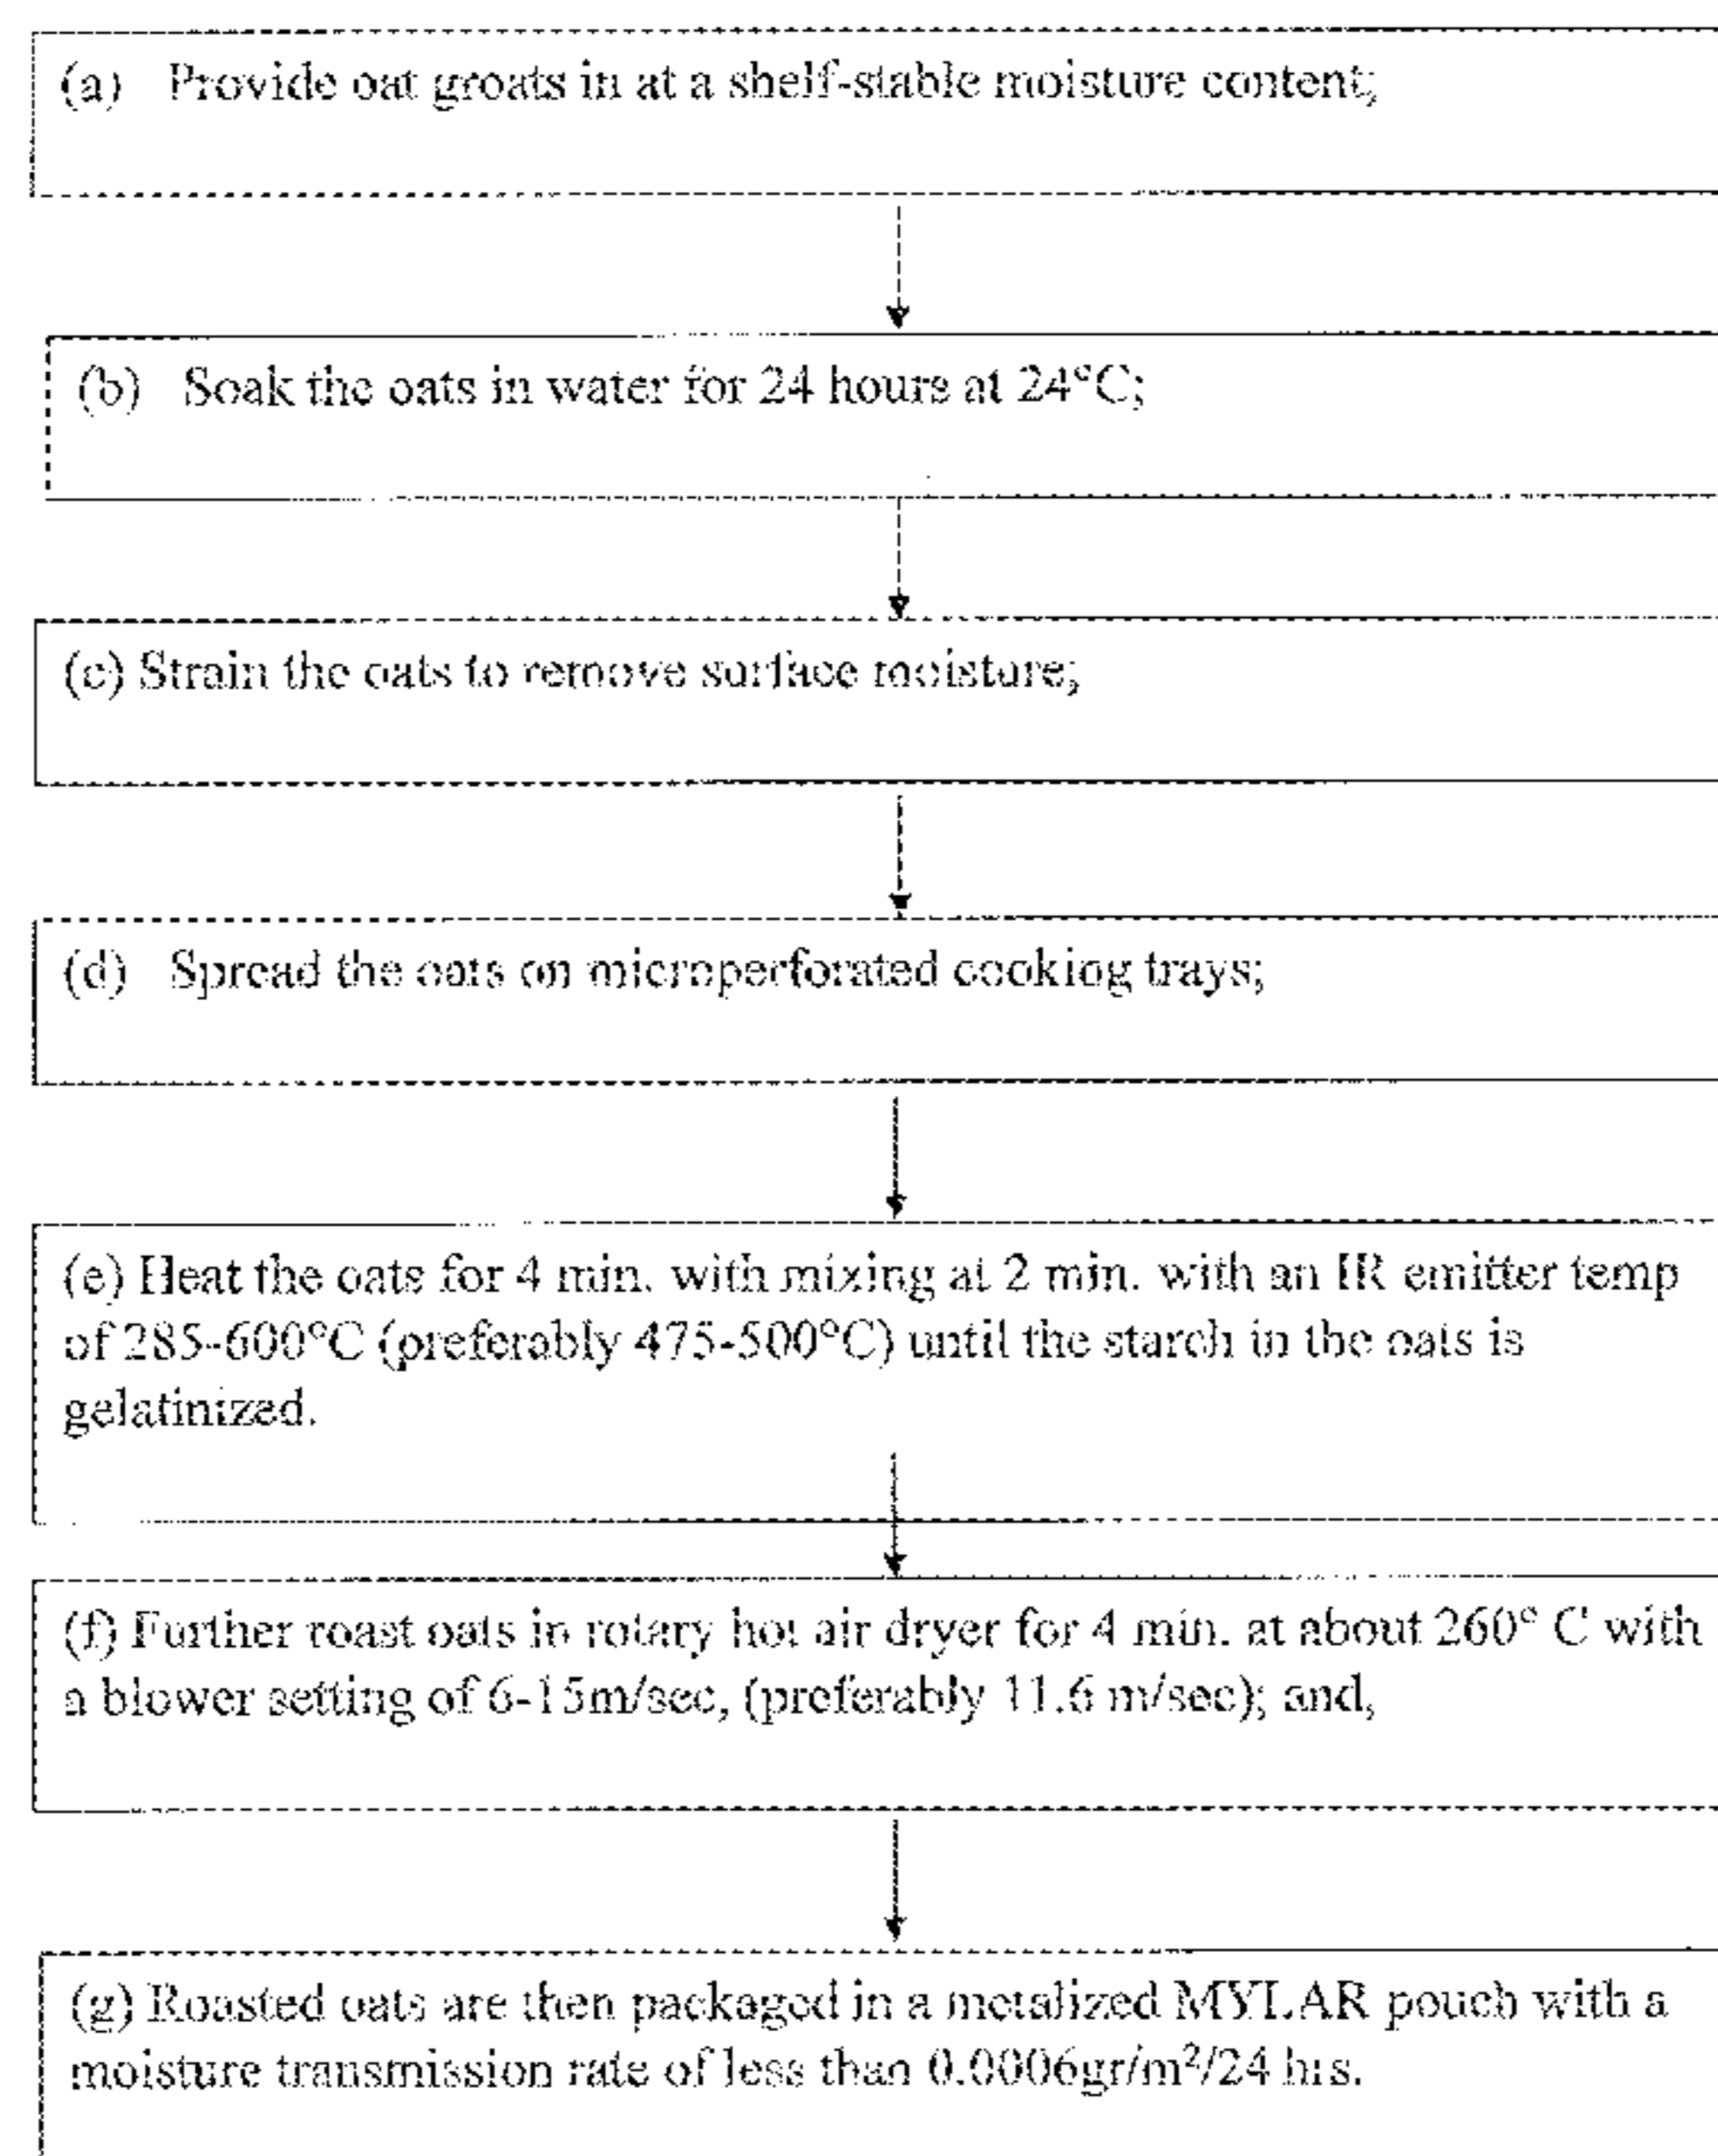 (a) Provide oat groats in at a shelf-stable moisture content;
(b) Soak the oats in water for 24 hours at 24°C;
(c) Strain the oats to remove surface moisture;
(d) Spread the oats on microperforated cooking trays;
(e) Heat the oats for 4 min. with mixing at 2 min. with an IR emitter temp
of 285-600°C (preferably 475-500°C) until the starch in the oats is
gelatinized.
(f) Further roast oats in rotary hot air dryer for 4 min. at about 260° C with
a blower setting of 6-15m/sec, (preferably 11.6 m/sec); and,
(g) Roasted oats are then packaged in a metalized MYLAR pouch with a
moisture transmission rate of less than 0.0006gr/m²/24 hrs.